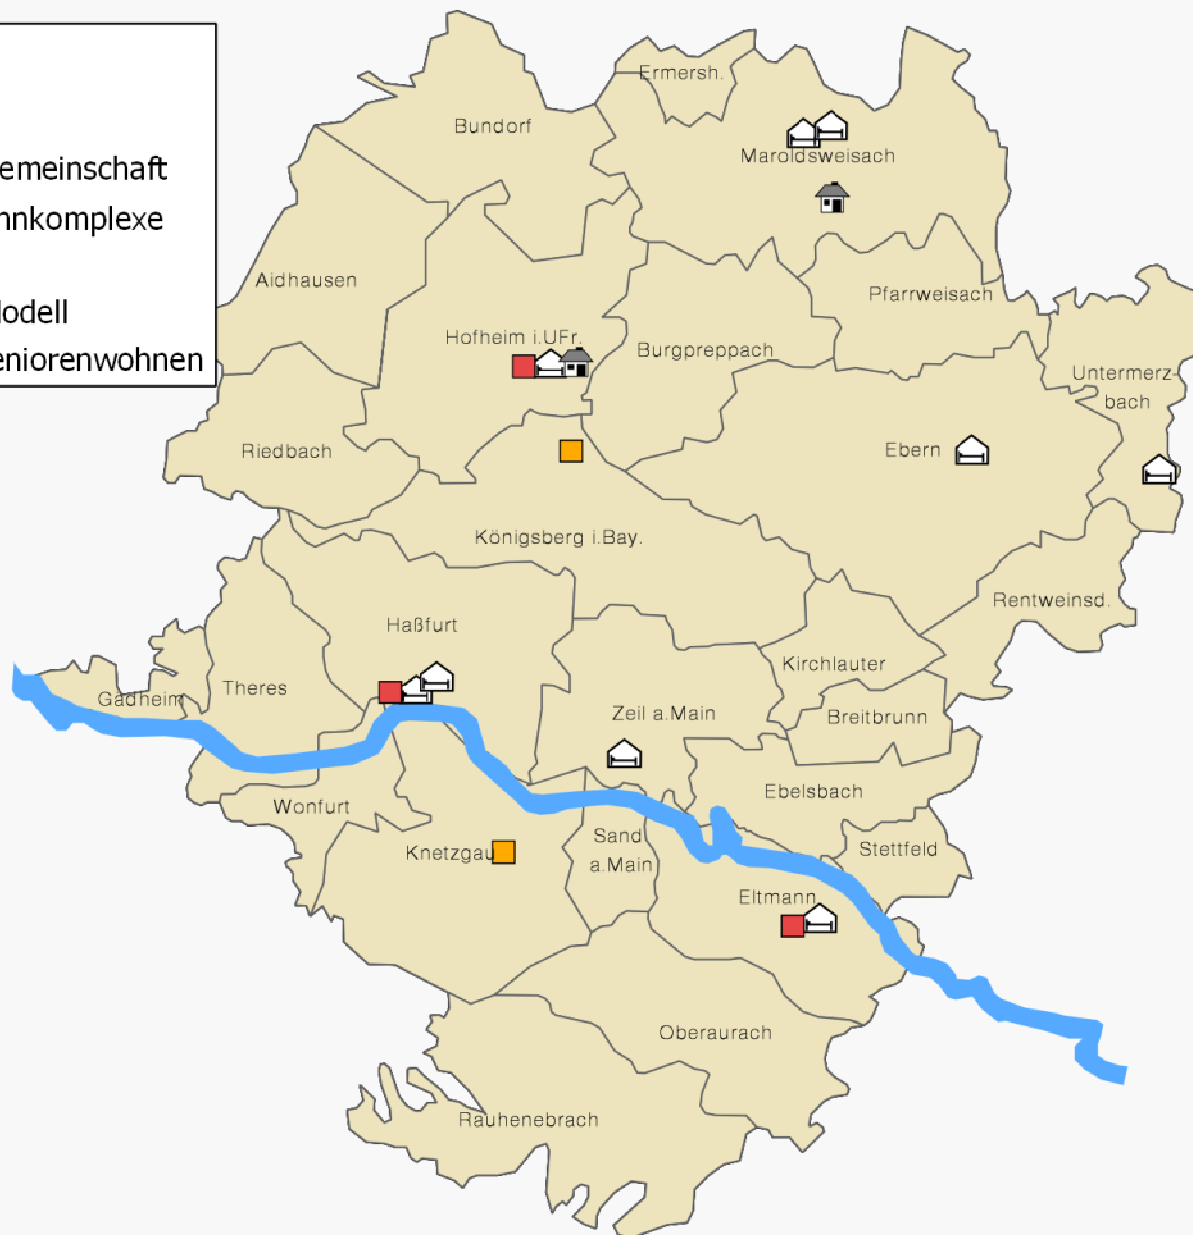 emeinschaft
nnkomplexe
lodell
eniorenwohnen
Ermersh.
Bundorf
Maroldsweisach
Aidhausen
Pfarrweisach
Hofheim i.UFr.
Burgpreppach
Untermerz-
bach
Riedbach
Ebern
Königsberg i.Bay.
Rentweinsd.
Haßfurt
Kirchlauter
Theres
Gädheim
Zeil a.Main
Breitbrunn
Ebelsbach
Wonfurt
Sand
a.Main
Knetzgau
Stettfeld
Eltmann
Oberaurach
Rauhenebrach